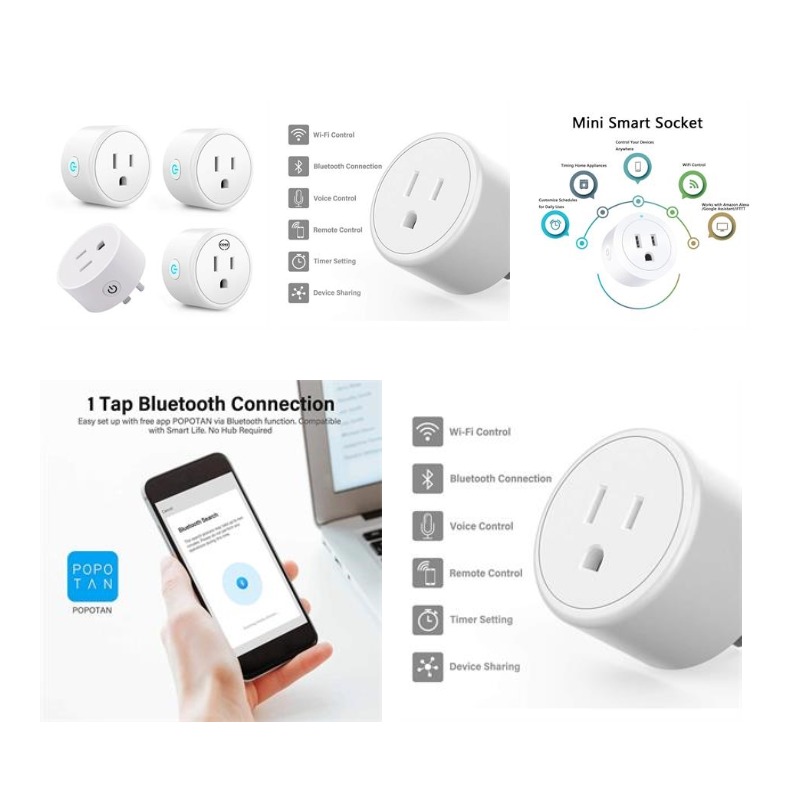 Wi-Fi Control
Bluetooth Connection
Voice Control
Remote Control
Timer Setting
Device Sharing
Mini Smart Socket
Control Your Devices
Anywhere
Timing Home Appliances
WiFi Control
Customize Schedules
for Daily Uses
Works with Amazon Alexa
/Google Assistant/IFTTT
1 Tap Bluetooth Connection
Easy set up with free app POPOTAN via Bluetooth function. Compatible
with Smart Life. No Hub Required
Cancel
Bluetooth Search
POPO
TAN
POPOTAN
Wi-Fi Control
Bluetooth Connection
Voice Control
Remote Control
Timer Setting
Device Sharing